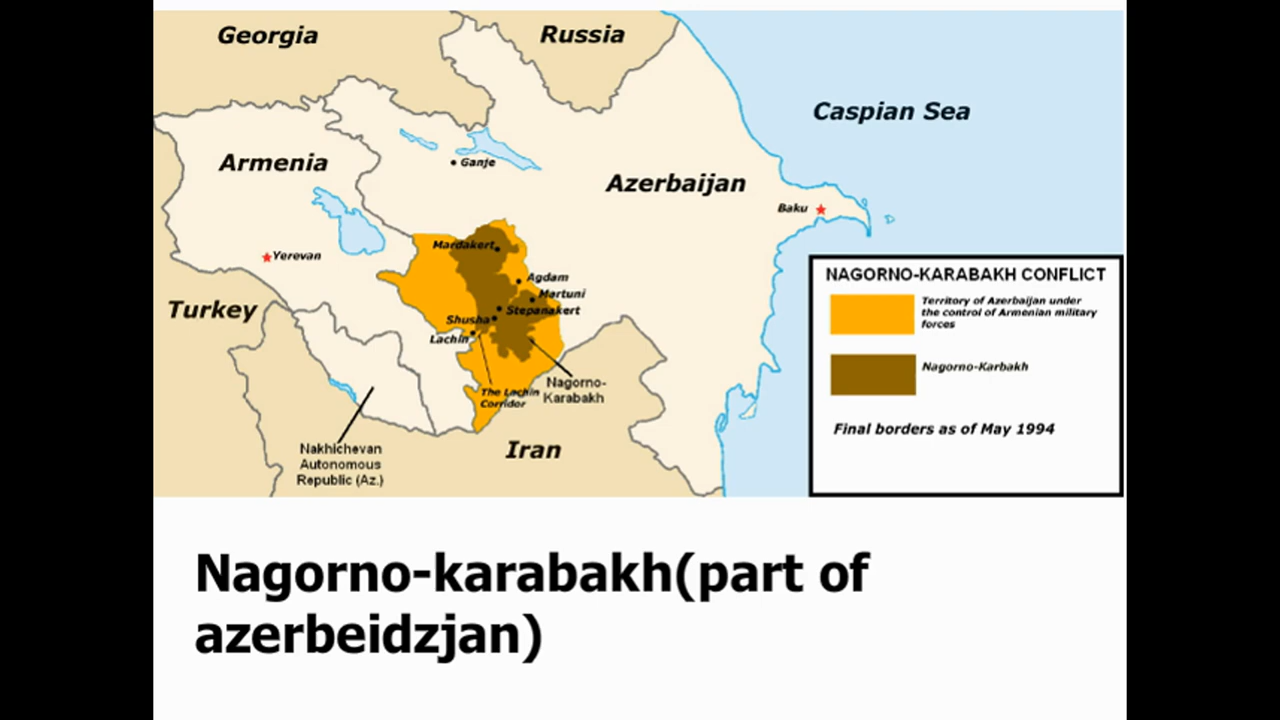 Georgia
Russia
Caspian Sea
Armenia
Ganje
Azerbaijan
Baku
Yerevan
Mardakert
Agdam
Martuni
Stepanakert
Shusha
Lachin
Turkey
The Lachin
Corridor
Nagorno-
Karabakh
Iran
Nakhichevan
Autonomous
Republic (Az.)
NAGORNO-KARABAKH CONFLICT
Territory of Azerbaijan under
the control of Armenian military
forces
Nagorno-Karbakh
Final borders as of May 1994
Nagorno-karabakh(part of
azerbeidzjan)